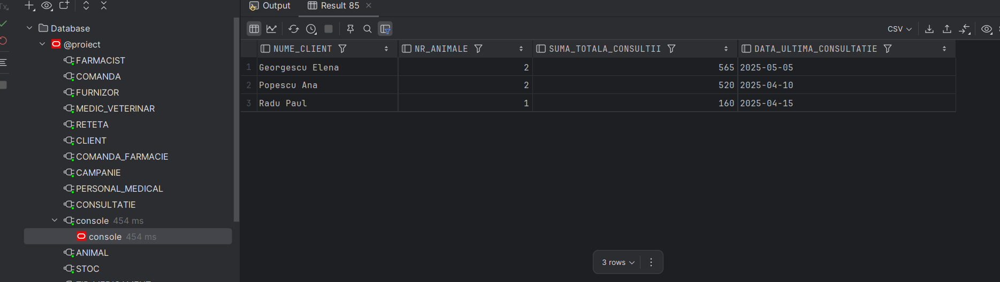 Tx
Database
@proiect
FARMACIST
COMANDA
FURNIZOR
MEDIC_VETERINAR
RETETA
CLIENT
COMANDA_FARMACIE
CAMPANIE
PERSONAL_MEDICAL
CONSULTATIE
console 454 ms
console 454 ms
ANIMAL
STOC
Output Result 85
CSV
NUME_CLIENT NR_ANIMALE SUMA_TOTALA_CONSULTII DATA_ULTIMA_CONSULTATIE
1 Georgescu Elena 2 565 2025-05-05
2 Popescu Ana 2 520 2025-04-10
3 Radu Paul 1 160 2025-04-15
3 rows